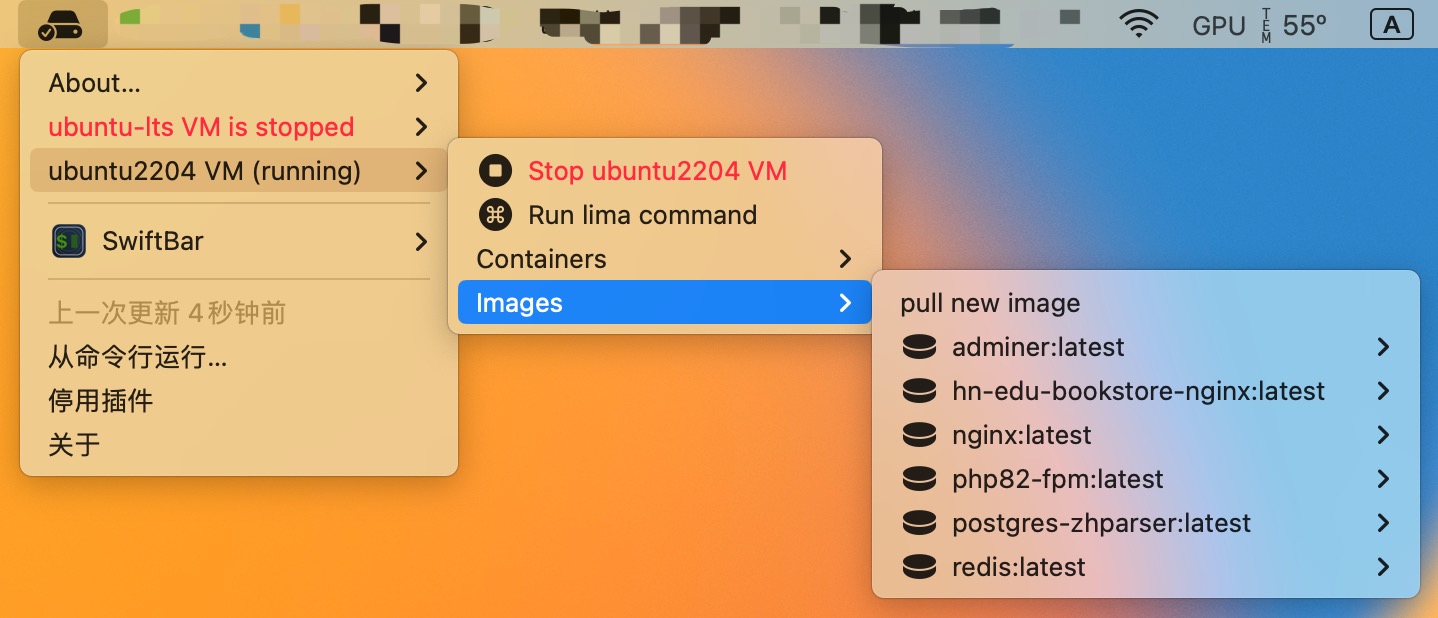 GPU TEM 55º A
About...
ubuntu-lts VM is stopped
ubuntu2204 VM (running)
SwiftBar
上一次更新 4秒钟前
从命令行运行...
停用插件
关于
Stop ubuntu2204 VM
Run lima command
Containers
Images
pull new image
adminer:latest
hn-edu-bookstore-nginx:latest
nginx:latest
php82-fpm:latest
postgres-zhparser:latest
redis:latest